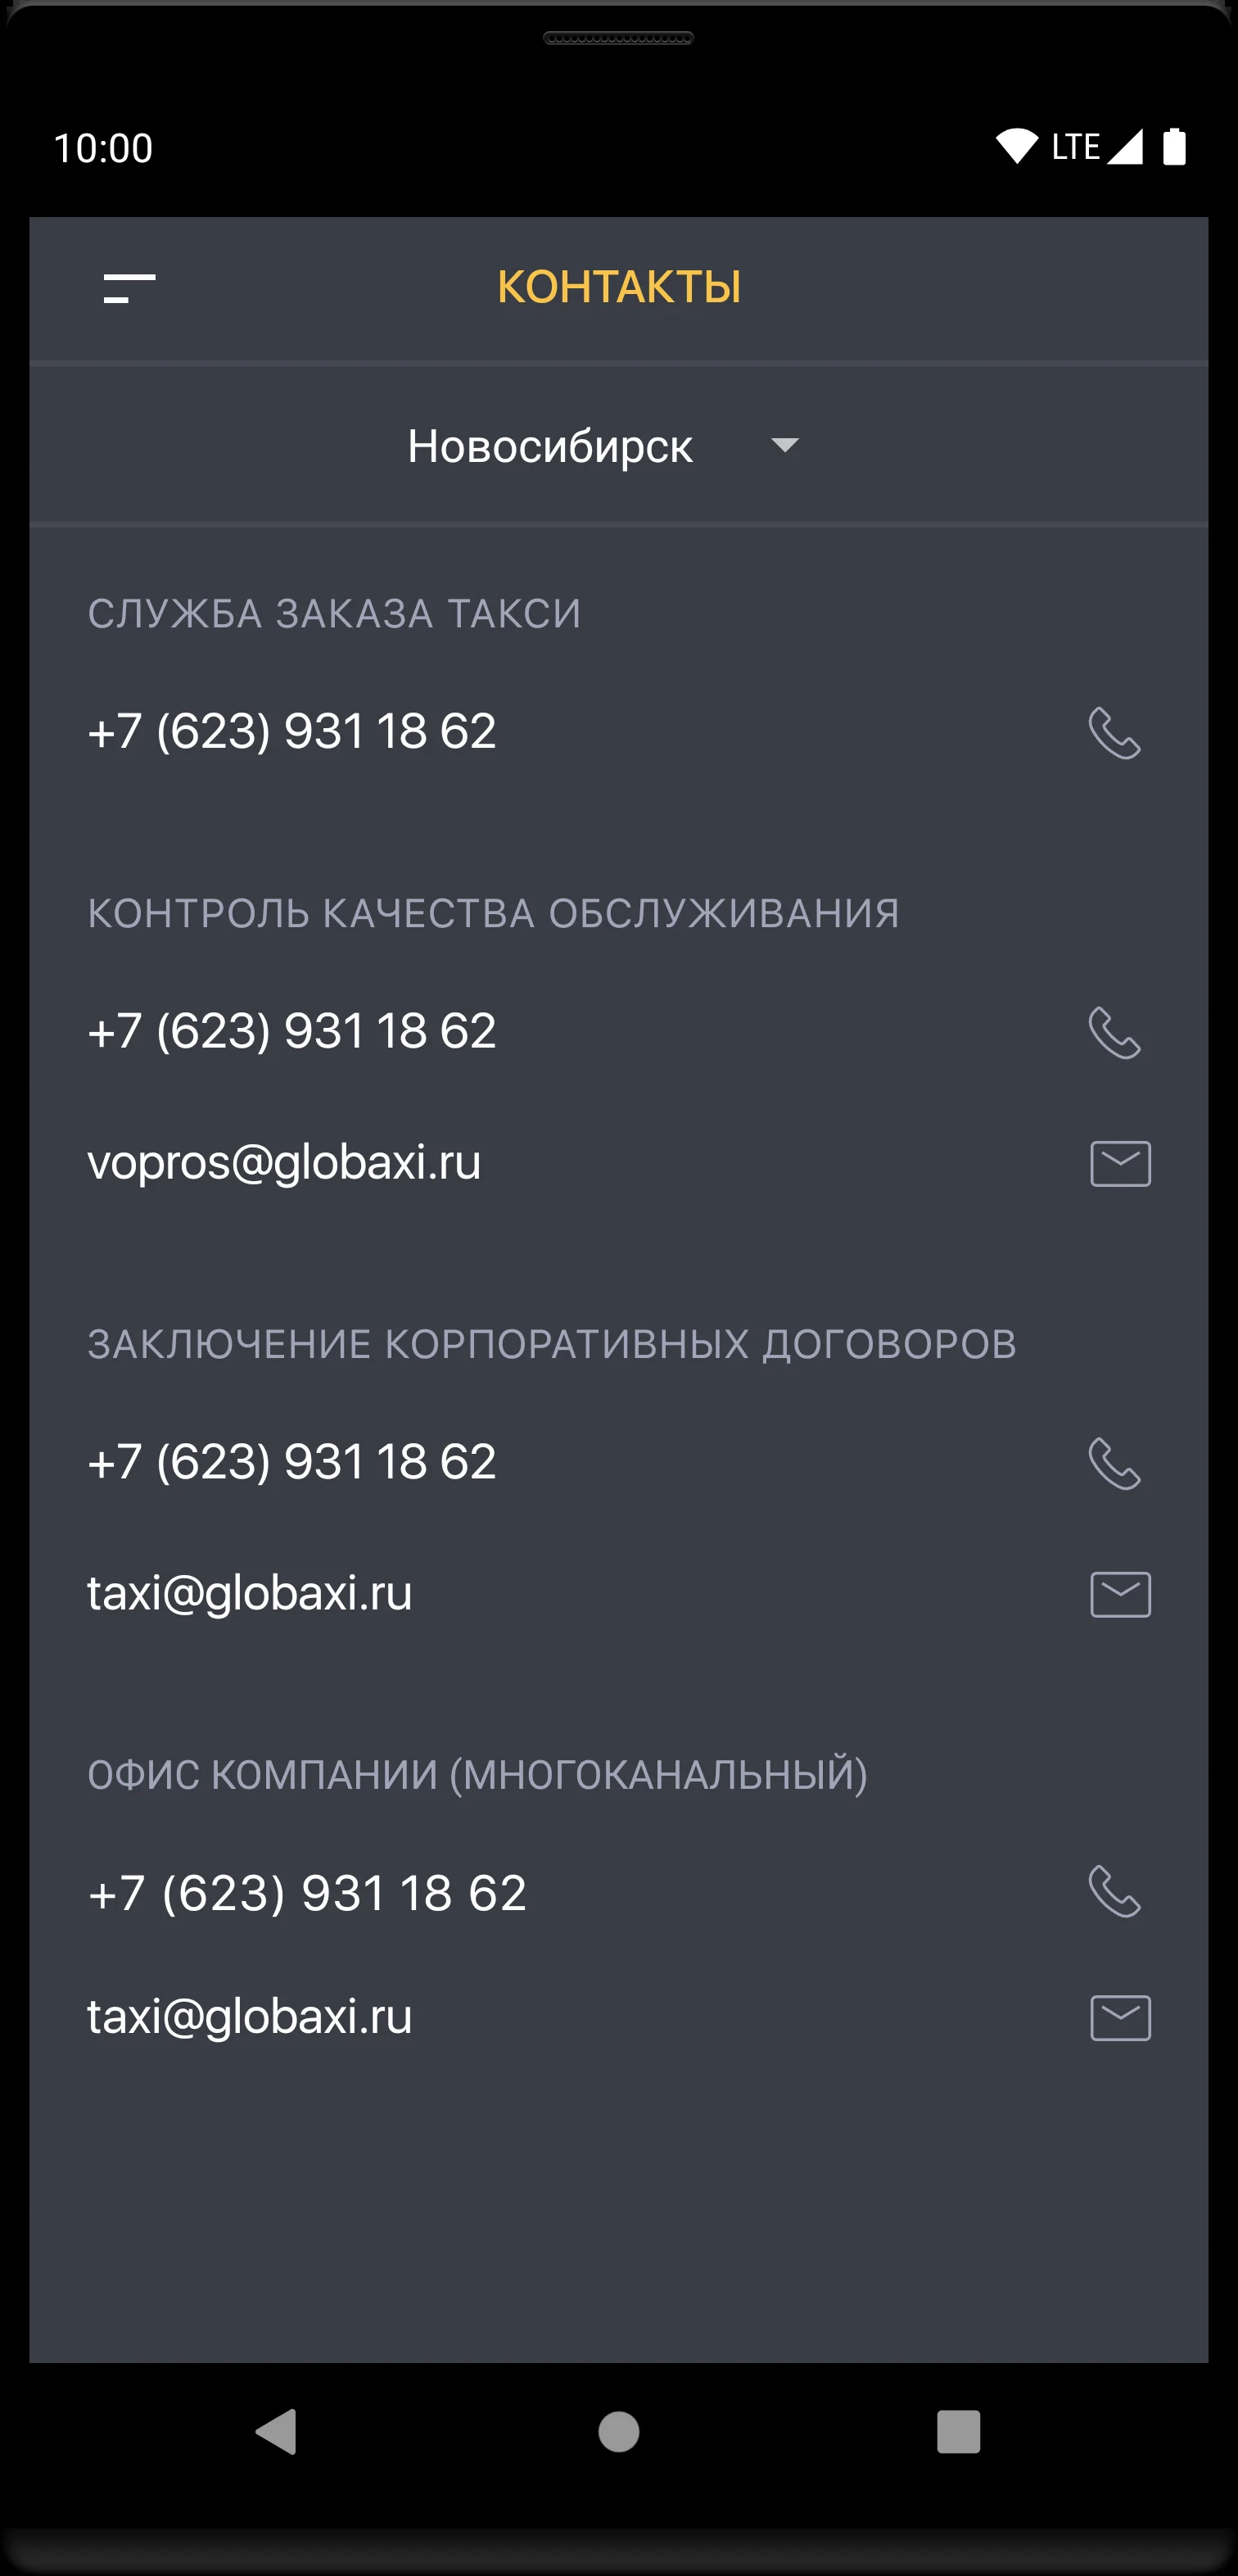 10:00 LTE
КОНТАКТЫ
Новосибирск
СЛУЖБА ЗАКАЗА ТАКСИ
+7 (623) 931 18 62
КОНТРОЛЬ КАЧЕСТВА ОБСЛУЖИВАНИЯ
+7 (623) 931 18 62
vopros@globaxi.ru
ЗАКЛЮЧЕНИЕ КОРПОРАТИВНЫХ ДОГОВОРОВ
+7 (623) 931 18 62
taxi@globaxi.ru
ОФИС КОМПАНИИ (МНОГОКАНАЛЬНЫЙ)
+7 (623) 931 18 62
taxi@globaxi.ru